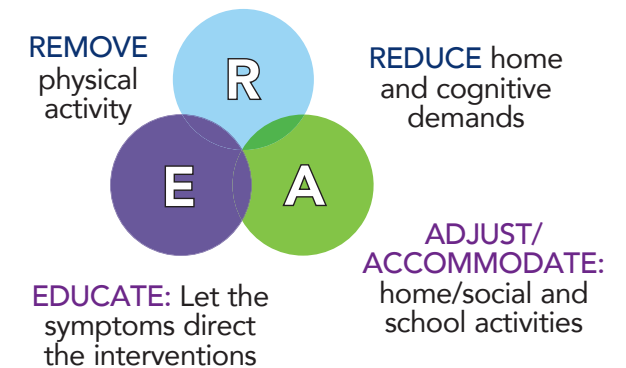 REMOVE
physical
activity
R
REDUCE home
and cognitive
demands
E
A
EDUCATE: Let the
symptoms direct
the interventions
ADJUST/
ACCOMMODATE:
home/social and
school activities